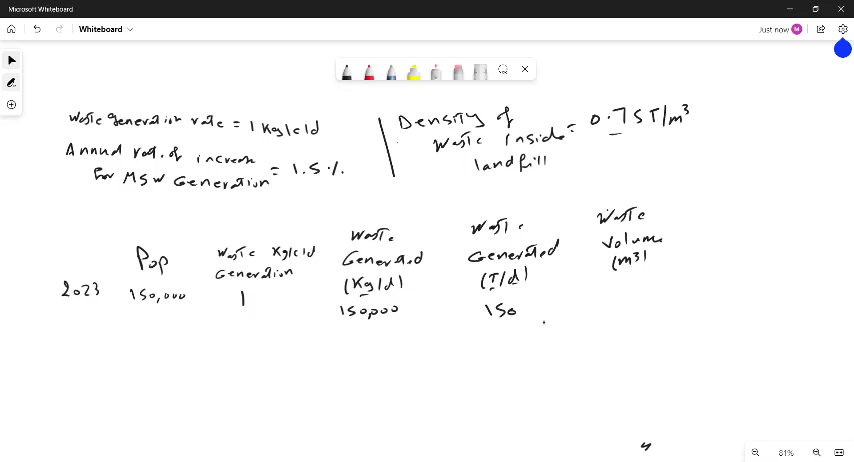 Microsoft Whiteboard
Whiteboard
Just now
M
Waste generation rate = 1 Kg/c/d
Annual rate of increase
for MSW Generation = 1.5 %
Density of
waste inside = 0.75 T/m³
landfill
Pop
Waste Kg/c/d
Generation
Waste
Generated
(Kg/d)
Waste
Generated
(T/d)
Waste
Volume
(m³)
2023 150,000 1 150,000 150
81%